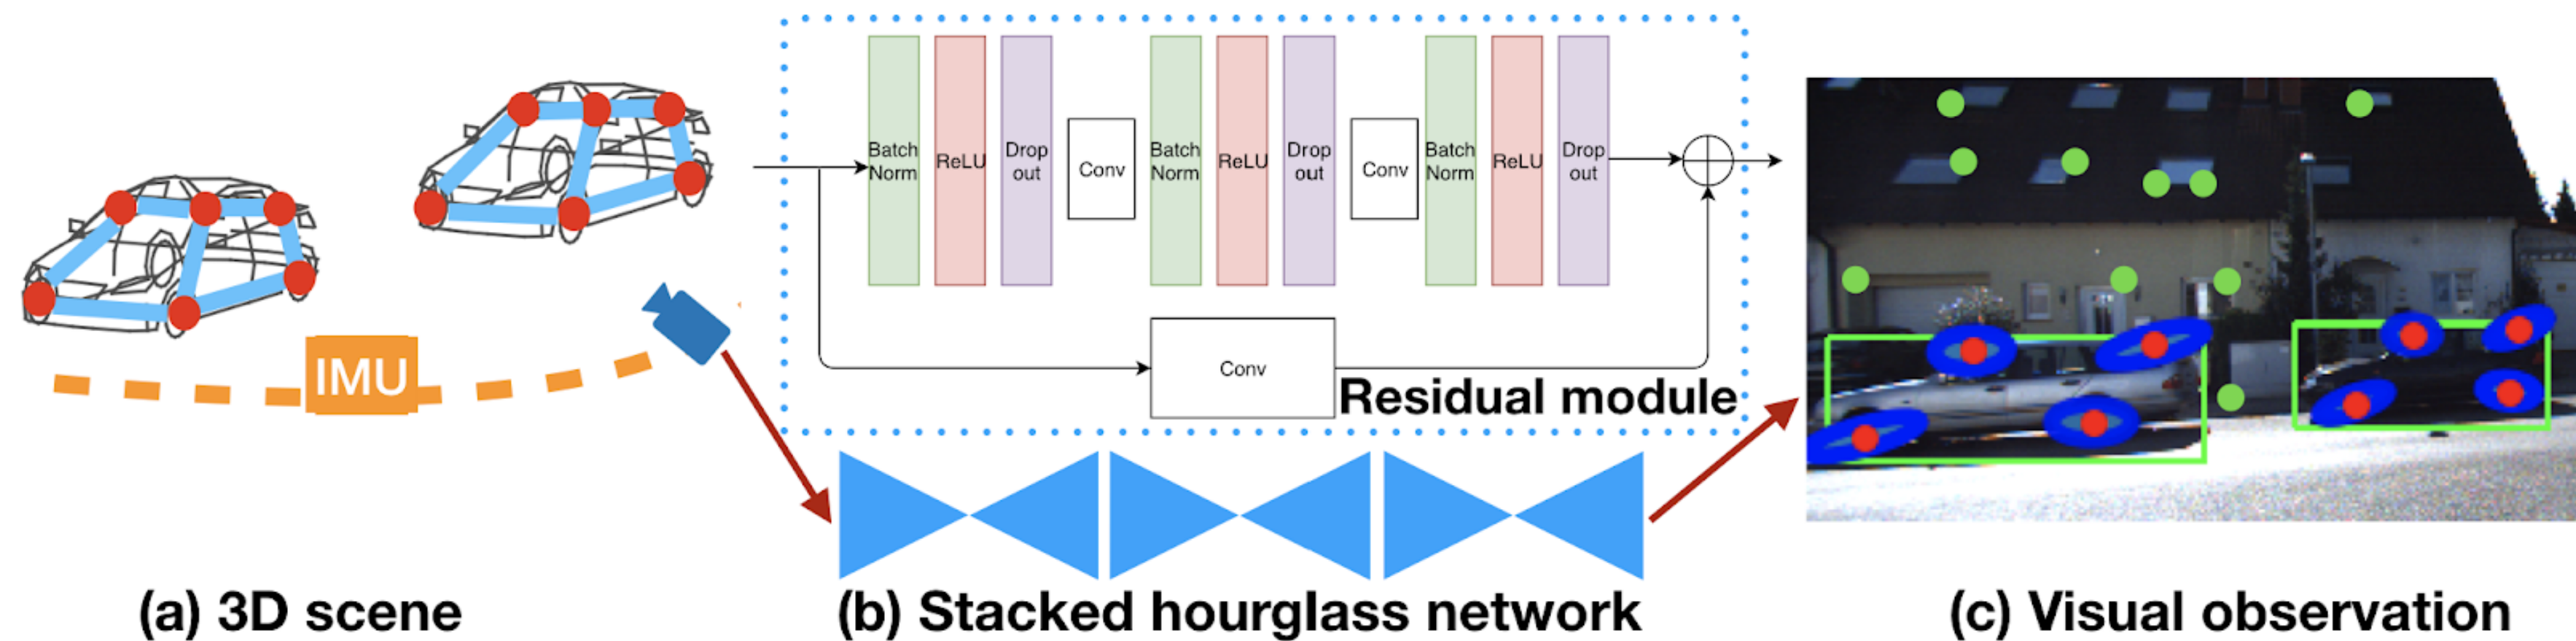 IMU
(a) 3D scene
Batch
Norm
ReLU
Drop
out
Conv
Batch
Norm
ReLU
Drop
out
Conv
Batch
Norm
ReLU
Drop
out
Conv
Residual module
(b) Stacked hourglass network
(c) Visual observation